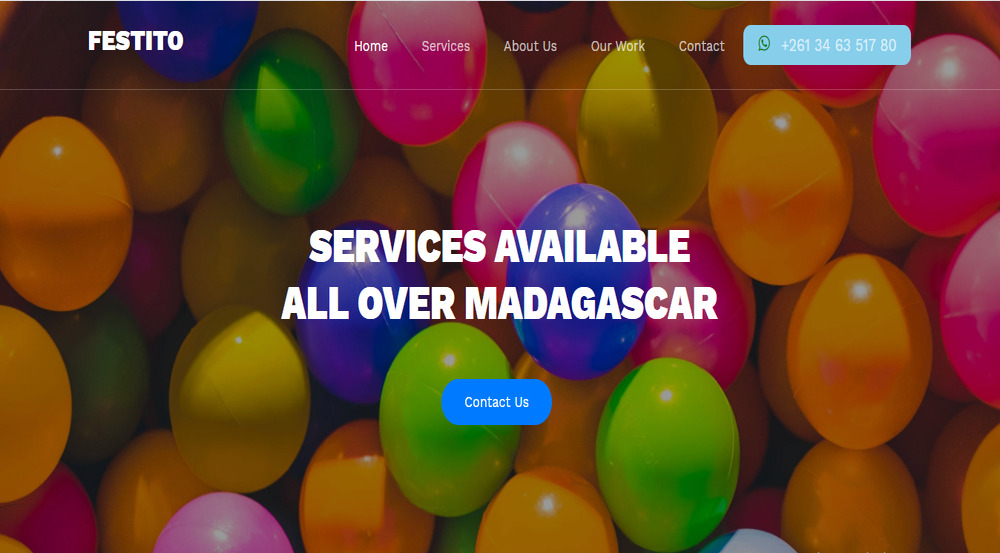 FESTITO
Home Services About Us Our Work Contact +261 34 63 517 80
SERVICES AVAILABLE
ALL OVER MADAGASCAR
Contact Us